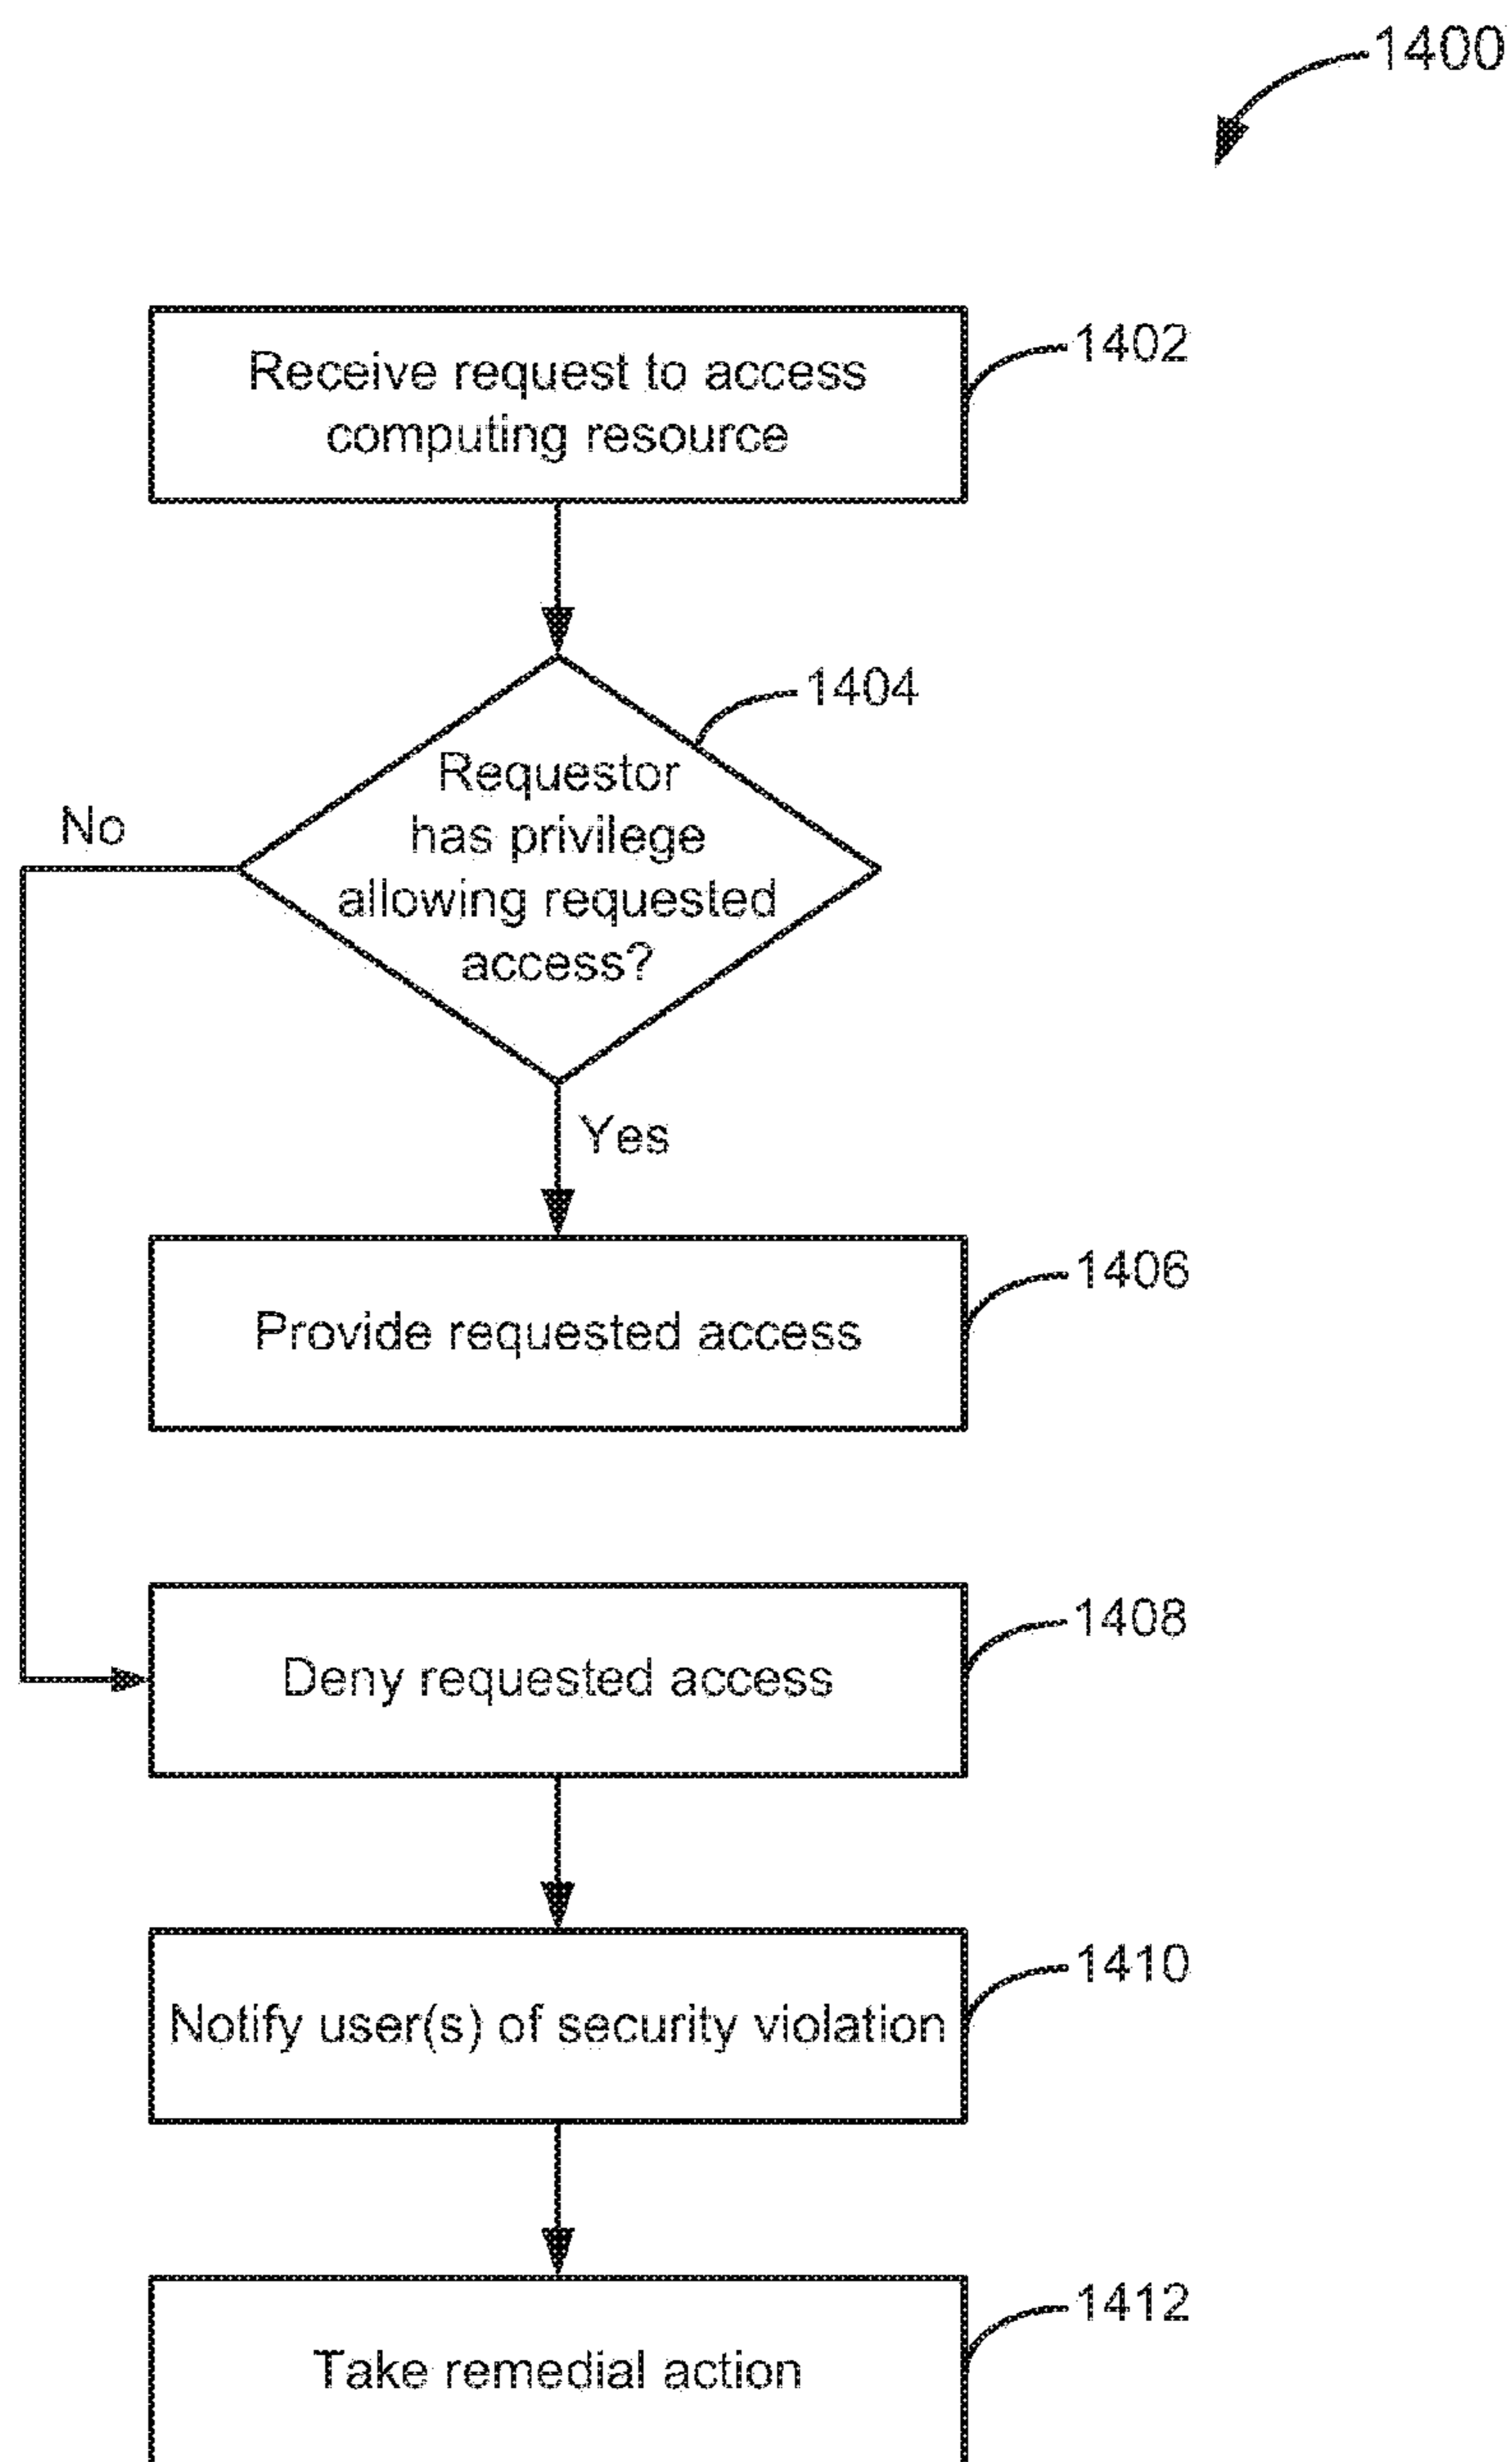 1400
Receive request to access
computing resource
1402
1404
Requestor
has privilege
allowing requested
access?
No
Yes
Provide requested access
1406
Deny requested access
1408
Notify user(s) of security violation
1410
Take remedial action
1412